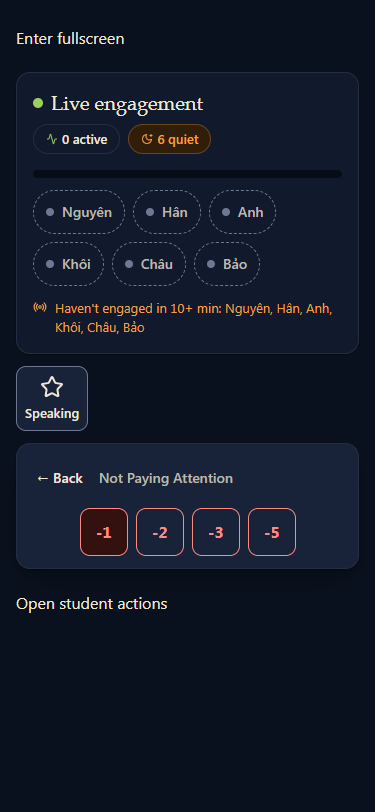 Enter fullscreen
Live engagement
0 active
6 quiet
Nguyên
Hân
Anh
Khôi
Châu
Bảo
Haven't engaged in 10+ min: Nguyên, Hân, Anh,
Khôi, Châu, Bảo
Speaking
← Back
Not Paying Attention
-1
-2
-3
-5
Open student actions